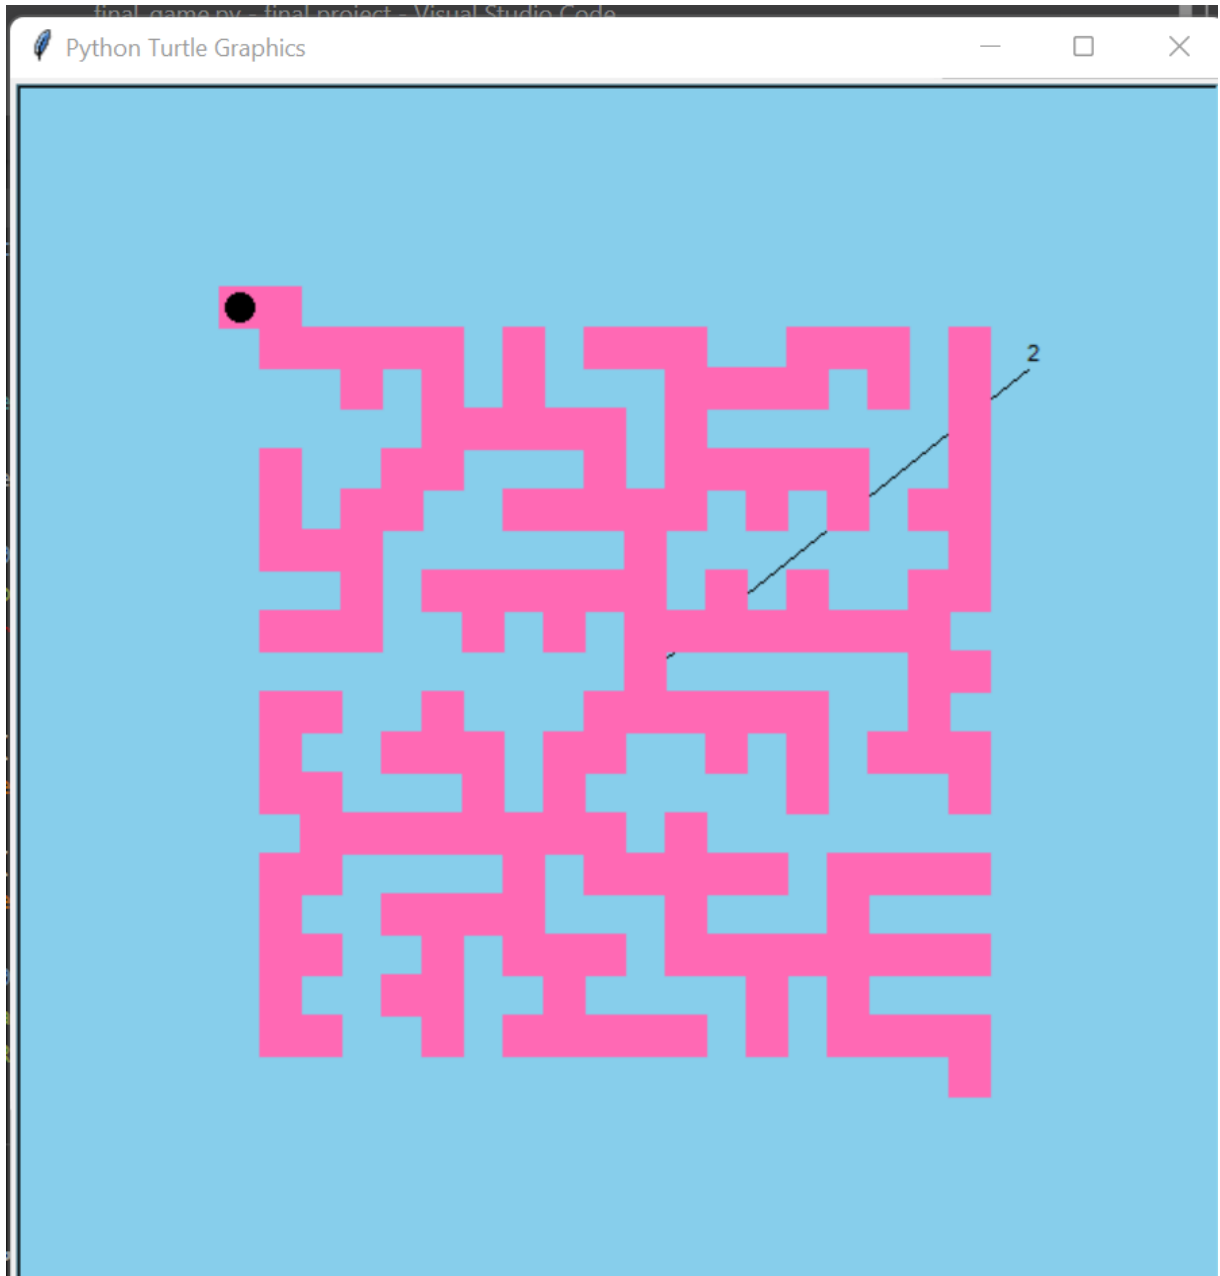 final_game.py - final project - Visual Studio Code
Python Turtle Graphics
2